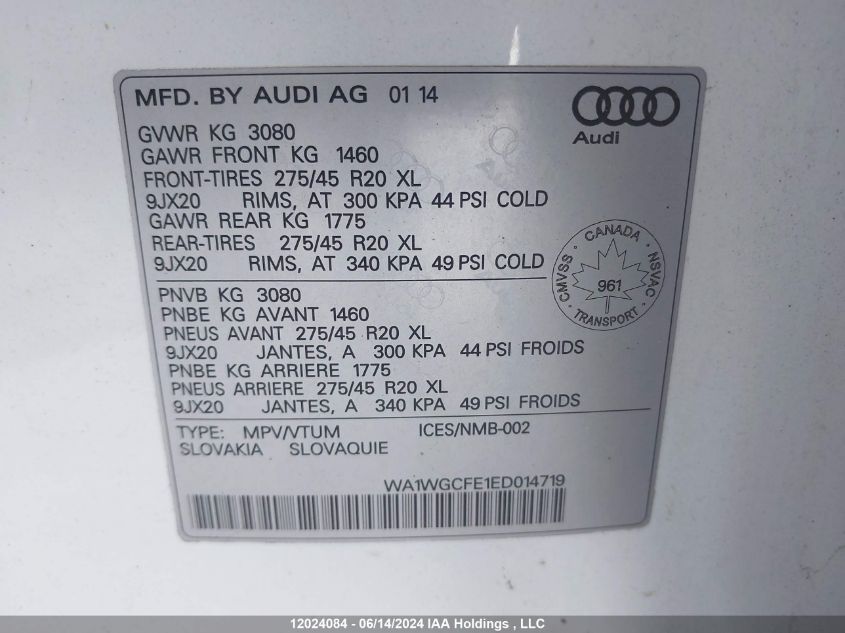 MFD. BY AUDI AG 01 14
Audi
GVWR KG 3080
GAWR FRONT KG 1460
FRONT-TIRES 275/45 R20 XL
9JX20 RIMS, AT 300 KPA 44 PSI COLD
GAWR REAR KG 1775
REAR-TIRES 275/45 R20 XL
9JX20 RIMS, AT 340 KPA 49 PSI COLD
CANADA
CMVSS 961 NSVAC
TRANSPORT
PNVB KG 3080
PNBE KG AVANT 1460
PNEUS AVANT 275/45 R20 XL
9JX20 JANTES, A 300 KPA 44 PSI FROIDS
PNBE KG ARRIERE 1775
PNEUS ARRIERE 275/45 R20 XL
9JX20 JANTES, A 340 KPA 49 PSI FROIDS
TYPE: MPV/VTUM ICES/NMB-002
SLOVAKIA SLOVAQUIE
WA1WGCFE1ED014719
12024084 - 06/14/2024 IAA Holdings , LLC